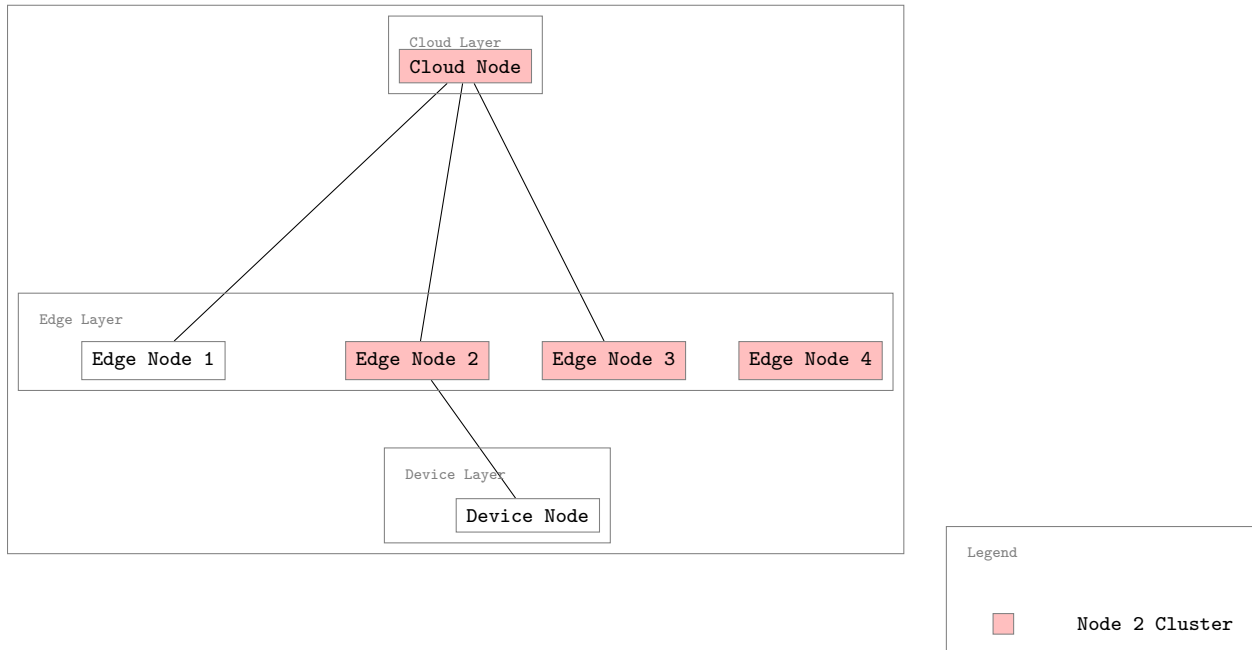 Cloud Layer
Cloud Node
Edge Layer
Edge Node 1
Edge Node 2
Edge Node 3
Edge Node 4
Device Layer
Device Node
Legend
Node 2 Cluster